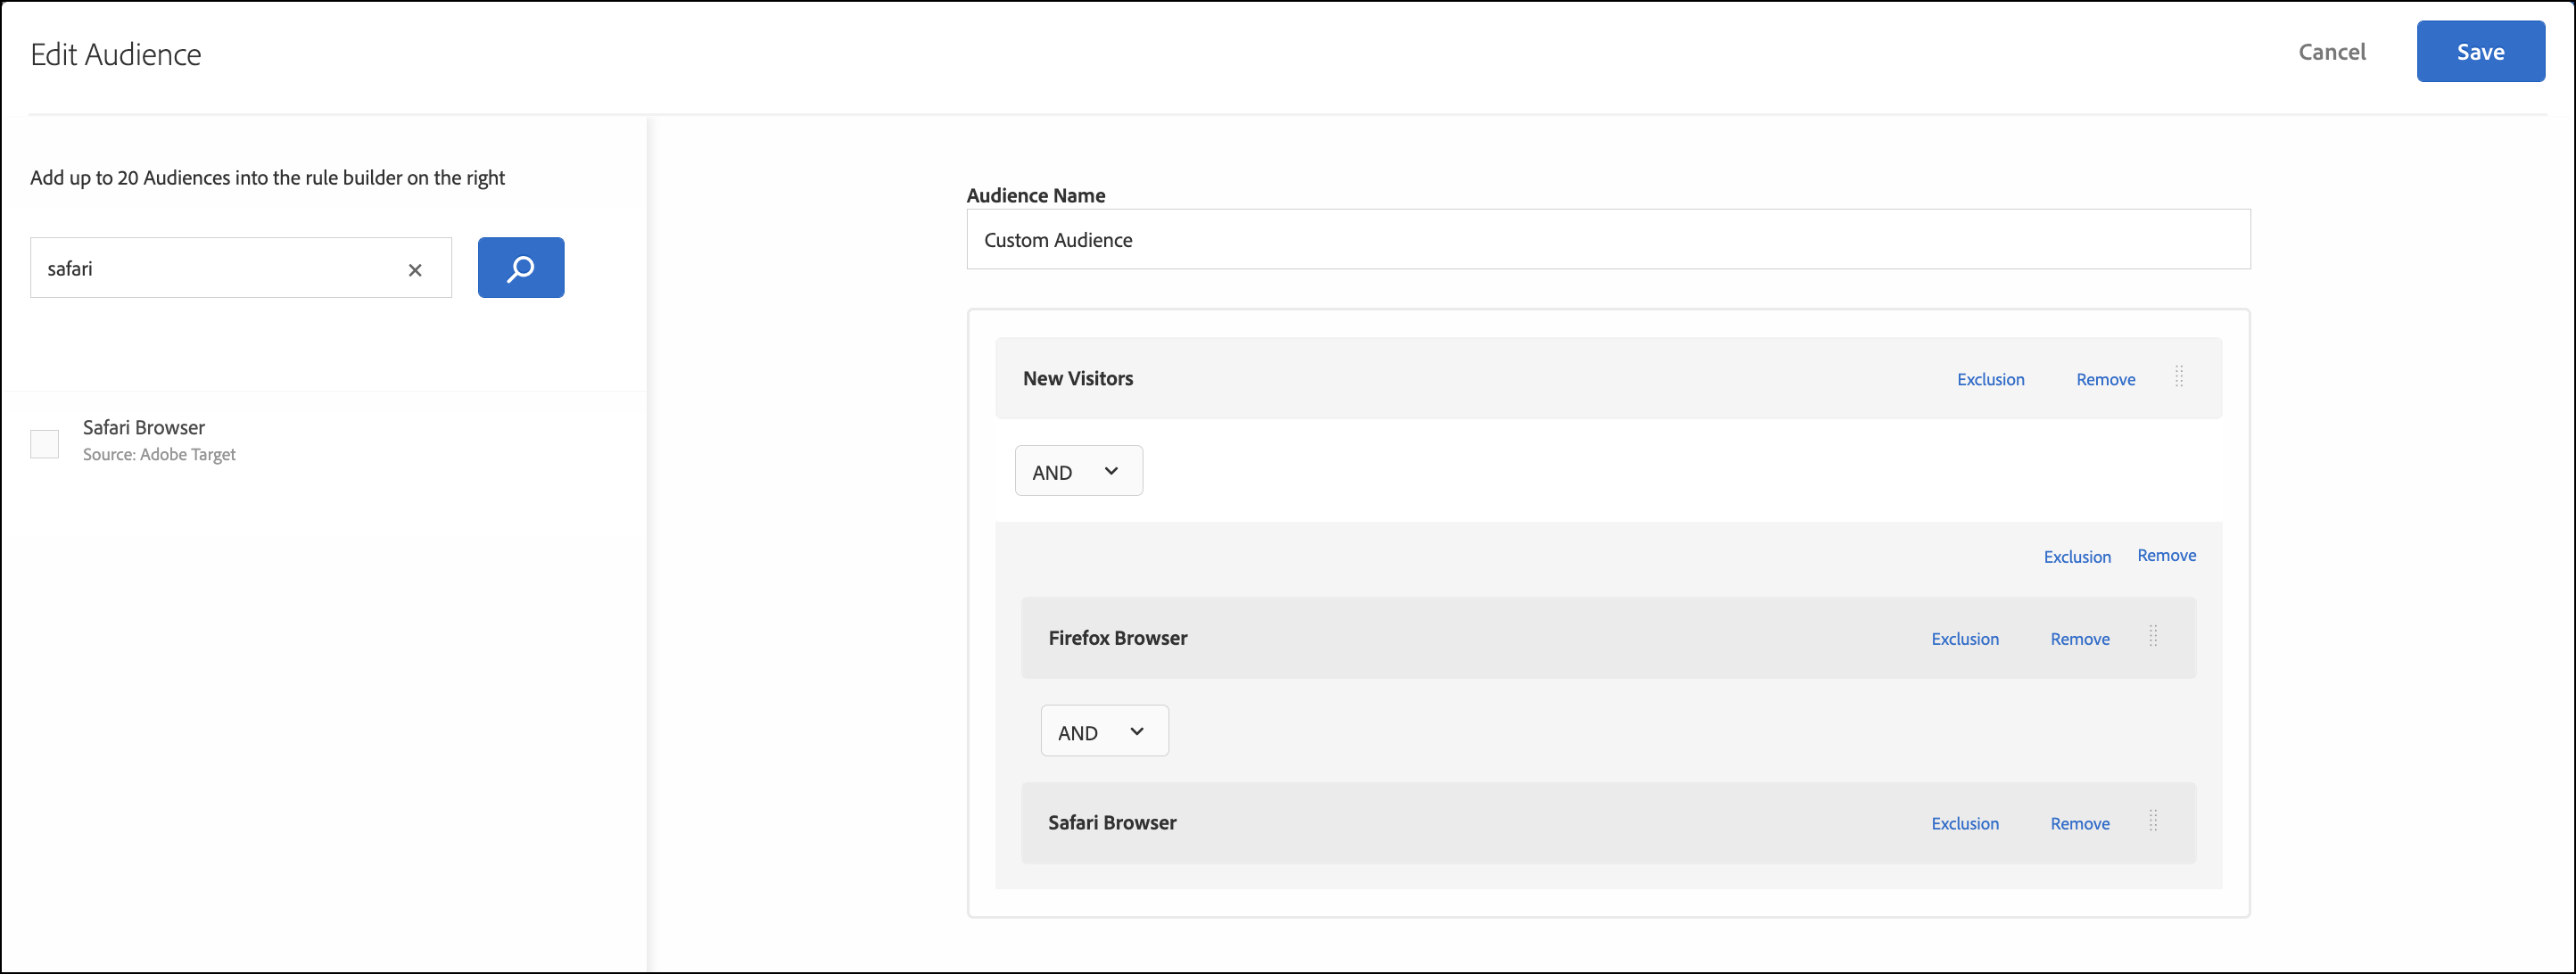 Edit Audience
Cancel
Save
Add up to 20 Audiences into the rule builder on the right
safari
Safari Browser
Source: Adobe Target
Audience Name
Custom Audience
New Visitors
Exclusion
Remove
AND
Exclusion
Remove
Firefox Browser
Exclusion
Remove
AND
Safari Browser
Exclusion
Remove